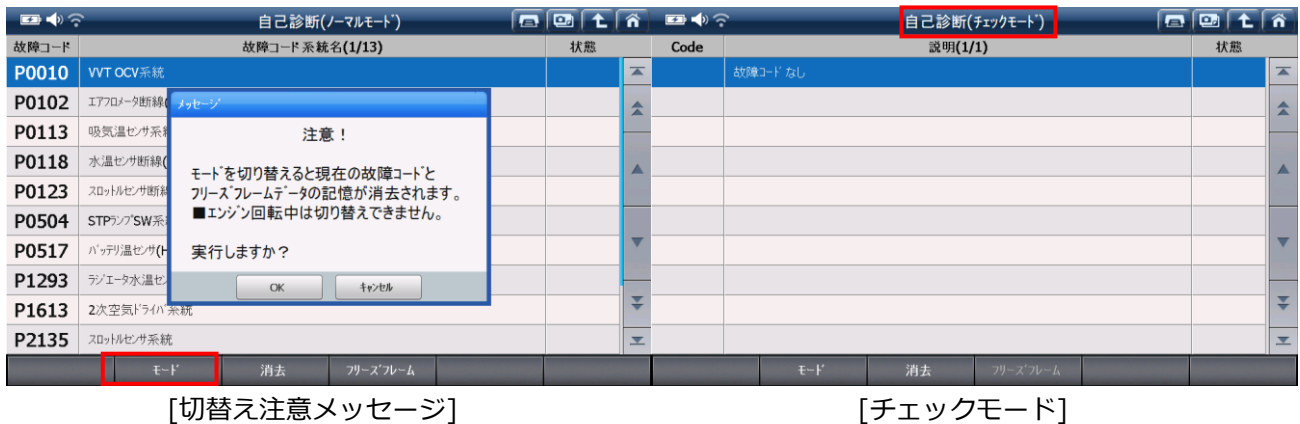 自己診断(ノーマルモード)
故障コード 故障コード系統名(1/13) 状態
P0010 VVT OCV系統
P0102 エアフロメータ断線(
P0113 吸気温センサ系
P0118 水温センサ断線(
P0123 スロットルセンサ断
P0504 STPランプSW系
P0517 バッテリ温センサ(H
P1293 ラジエータ水温セン
P1613 2次空気ドライバ系統
P2135 スロットルセンサ系統
メッセージ
注意！
モードを切り替えると現在の故障コードと
フリーズフレームデータの記憶が消去されます。
■エンジン回転中は切り替えできません。
実行しますか？
OK キャンセル
モード 消去 フリーズフレーム
[切替え注意メッセージ]
自己診断(チェックモード)
Code 説明(1/1) 状態
故障コード なし
モード 消去 フリーズフレーム
[チェックモード]